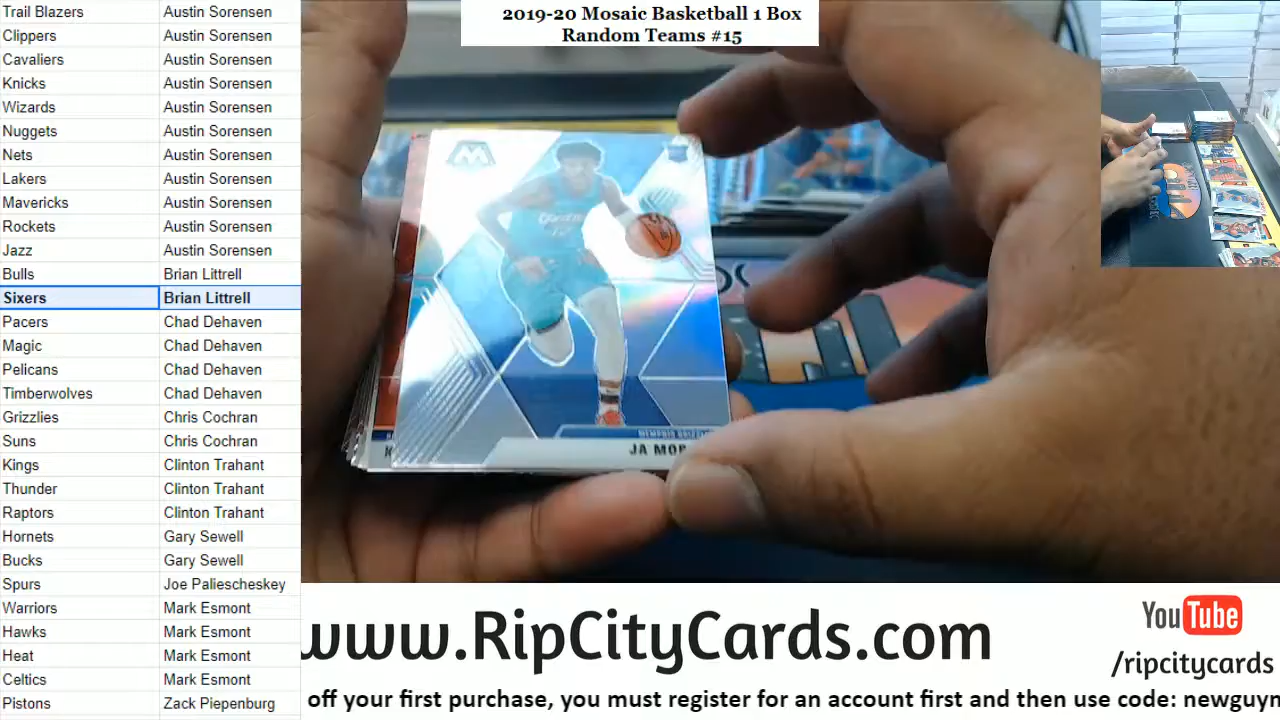 Trail Blazers Austin Sorensen
Clippers Austin Sorensen
Cavaliers Austin Sorensen
Knicks Austin Sorensen
Wizards Austin Sorensen
Nuggets Austin Sorensen
Nets Austin Sorensen
Lakers Austin Sorensen
Mavericks Austin Sorensen
Rockets Austin Sorensen
Jazz Austin Sorensen
Bulls Brian Littrell
Sixers Brian Littrell
Pacers Chad Dehaven
Magic Chad Dehaven
Pelicans Chad Dehaven
Timberwolves Chad Dehaven
Grizzlies Chris Cochran
Suns Chris Cochran
Kings Clinton Trahant
Thunder Clinton Trahant
Raptors Clinton Trahant
Hornets Gary Sewell
Bucks Gary Sewell
Spurs Joe Paliescheskey
Warriors Mark Esmont
Hawks Mark Esmont
Heat Mark Esmont
Celtics Mark Esmont
Pistons Zack Piepenburg
2019-20 Mosaic Basketball 1 Box
Random Teams #15
JA MOR
www.RipCityCards.com
YouTube
/ripcitycards
off your first purchase, you must register for an account first and then use code: newguyn